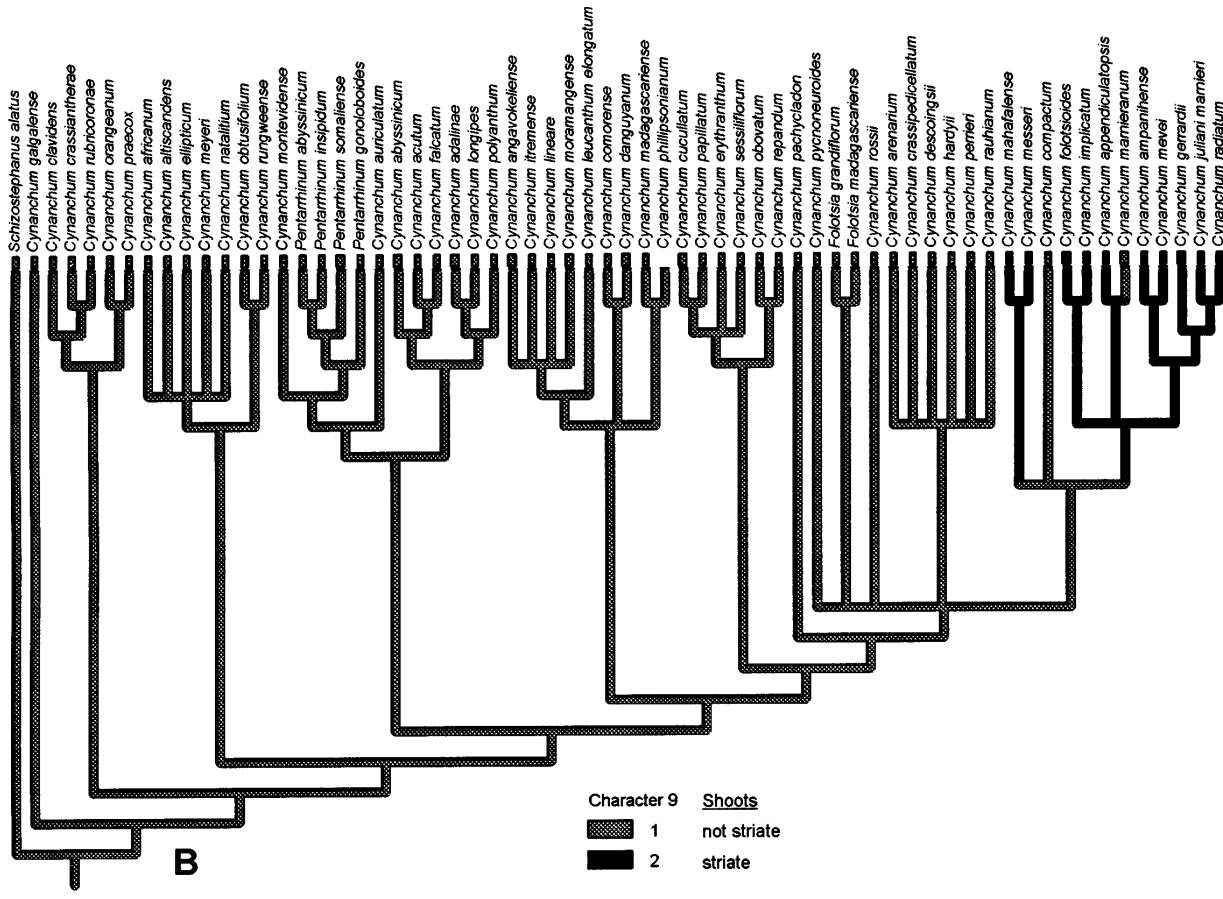 Schizostephanus alatus
Cynanchum galgalense
Cynanchum clavidens
Cynanchum crassiantherae
Cynanchum rubricoronae
Cynanchum orangeanum
Cynanchum praecox
Cynanchum africanum
Cynanchum altiscandens
Cynanchum ellipticum
Cynanchum meyeri
Cynanchum natalitium
Cynanchum obtusifolium
Cynanchum rungweense
Cynanchum montevidense
Pentarrhinum abyssinicum
Pentarrhinum insipidum
Pentarrhinum somaliense
Pentarrhinum gonoloboides
Cynanchum auriculatum
Cynanchum abyssinicum
Cynanchum acutum
Cynanchum falcatum
Cynanchum adalinae
Cynanchum longipes
Cynanchum polyanthum
Cynanchum angavokeliense
Cynanchum itremense
Cynanchum lineare
Cynanchum moramangense
Cynanchum leucanthum elongatum
Cynanchum comorense
Cynanchum danguyanum
Cynanchum madagascariense
Cynanchum phillipsonianum
Cynanchum cucullatum
Cynanchum papillatum
Cynanchum erythranthum
Cynanchum sessiliflorum
Cynanchum obovatum
Cynanchum repandum
Cynanchum pachycladon
Cynanchum pycnoneuroides
Folotsia grandiflorum
Folotsia madagascariense
Cynanchum rossii
Cynanchum arenarium
Cynanchum crassipedicellatum
Cynanchum descoingsii
Cynanchum hardyii
Cynanchum perrieri
Cynanchum rauhianum
Cynanchum mahafalense
Cynanchum messeri
Cynanchum compactum
Cynanchum folotsioides
Cynanchum implicatum
Cynanchum appendiculatopsis
Cynanchum marnieranum
Cynanchum ampanihense
Cynanchum mevei
Cynanchum gerrardii
Cynanchum juliani marnieri
Cynanchum radiatum
Character 9 Shoots
1 not striate
2 striate
B